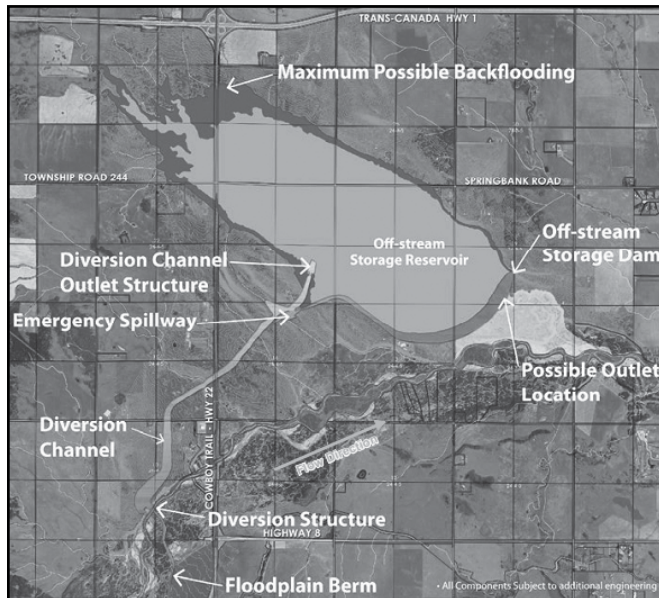 TRANS-CANADA HWY 1
Maximum Possible Backflooding
TOWNSHIP ROAD 244
SPRINGBANK ROAD
Off-stream
Storage Reservoir
Off-stream
Storage Dam
Diversion Channel
Outlet Structure
Emergency Spillway
Possible Outlet
Location
Diversion
Channel
COWBOY TRAIL - HWY 22
Flow Direction
Diversion Structure
HIGHWAY 8
Floodplain Berm
• All Components Subject to additional engineering